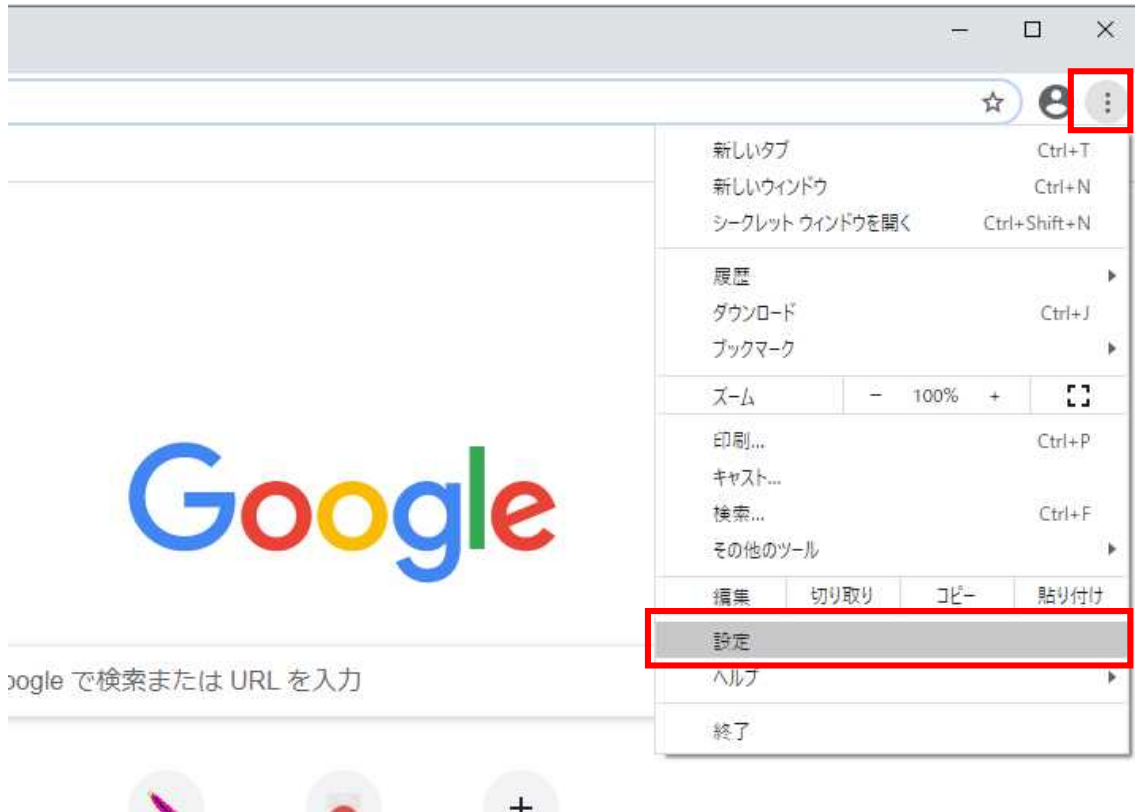 新しいタブ Ctrl+T
新しいウィンドウ Ctrl+N
シークレット ウィンドウを開く Ctrl+Shift+N
履歴
ダウンロード Ctrl+J
ブックマーク
ズーム − 100% +
印刷... Ctrl+P
キャスト...
検索... Ctrl+F
その他のツール
編集 切り取り コピー 貼り付け
設定
ヘルプ
終了
Google
oogle で検索または URL を入力